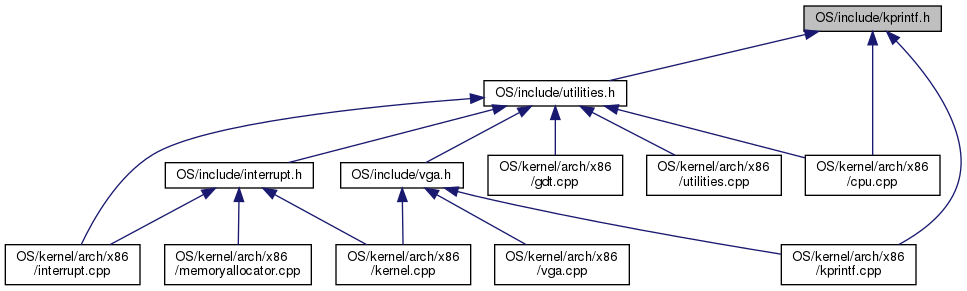 OS/include/kprintf.h
OS/include/utilities.h
OS/include/interrupt.h
OS/include/vga.h
OS/kernel/arch/x86
/gdt.cpp
OS/kernel/arch/x86
/utilities.cpp
OS/kernel/arch/x86
/cpu.cpp
OS/kernel/arch/x86
/interrupt.cpp
OS/kernel/arch/x86
/memoryallocator.cpp
OS/kernel/arch/x86
/kernel.cpp
OS/kernel/arch/x86
/vga.cpp
OS/kernel/arch/x86
/kprintf.cpp